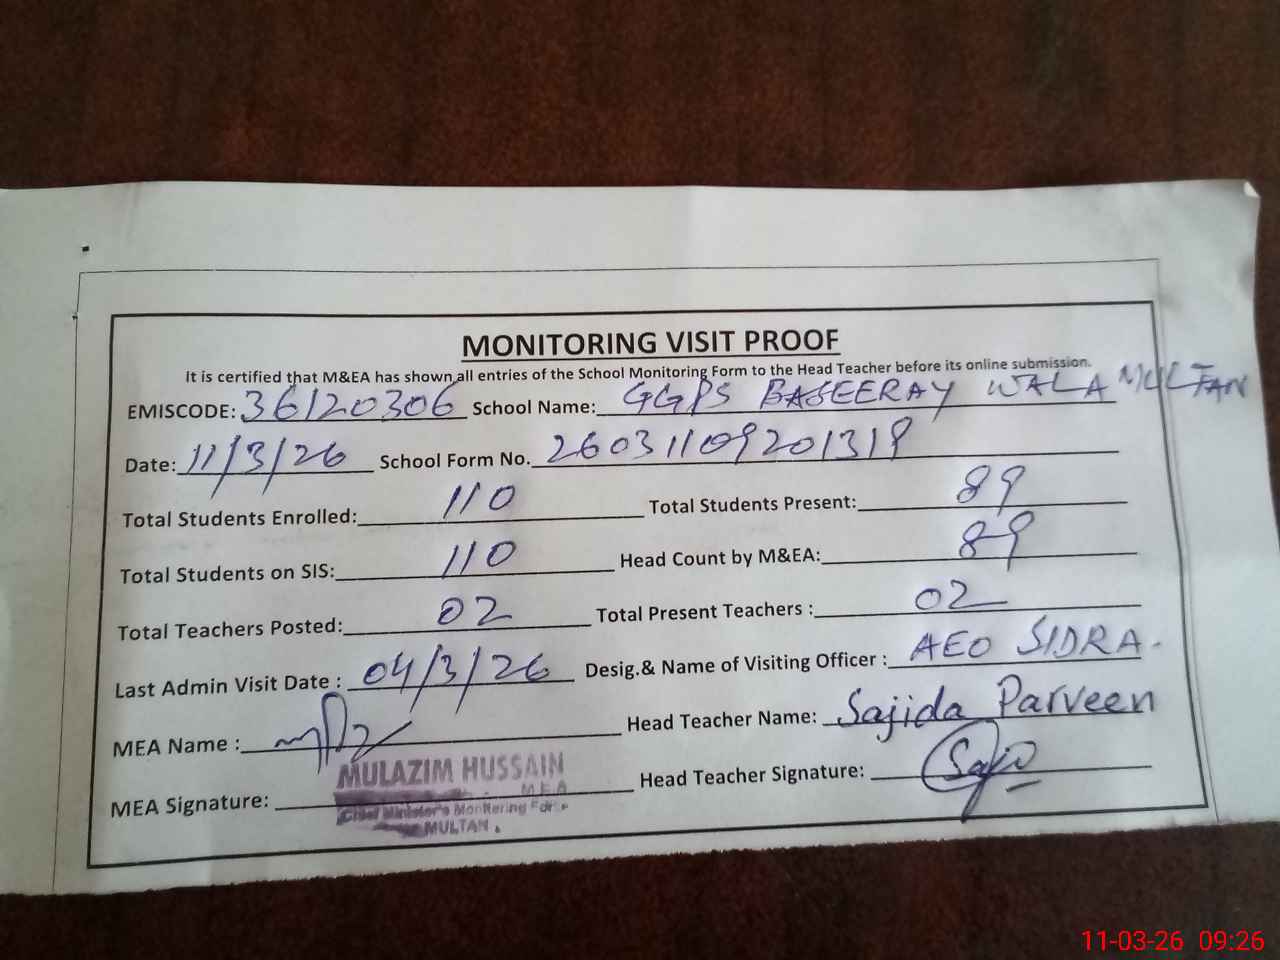 MONITORING VISIT PROOF
It is certified that M&EA has shown all entries of the School Monitoring Form to the Head Teacher before its online submission.
EMISCODE: 36120306 School Name: GGPS BASEERAY WALA MULTAN
Date: 11/3/26 School Form No. 26031109201319
Total Students Enrolled: 110 Total Students Present: 89
Total Students on SIS: 110 Head Count by M&EA: 89
Total Teachers Posted: 02 Total Present Teachers : 02
Last Admin Visit Date : 04/3/26 Desig.& Name of Visiting Officer : AEO SIDRA.
MEA Name : Head Teacher Name: Sajida Parveen
MULAZIM HUSSAIN
MEA Signature: Head Teacher Signature:
M.E.A
Chief Minister's Monitering Force
MULTAN.
11-03-26 09:26